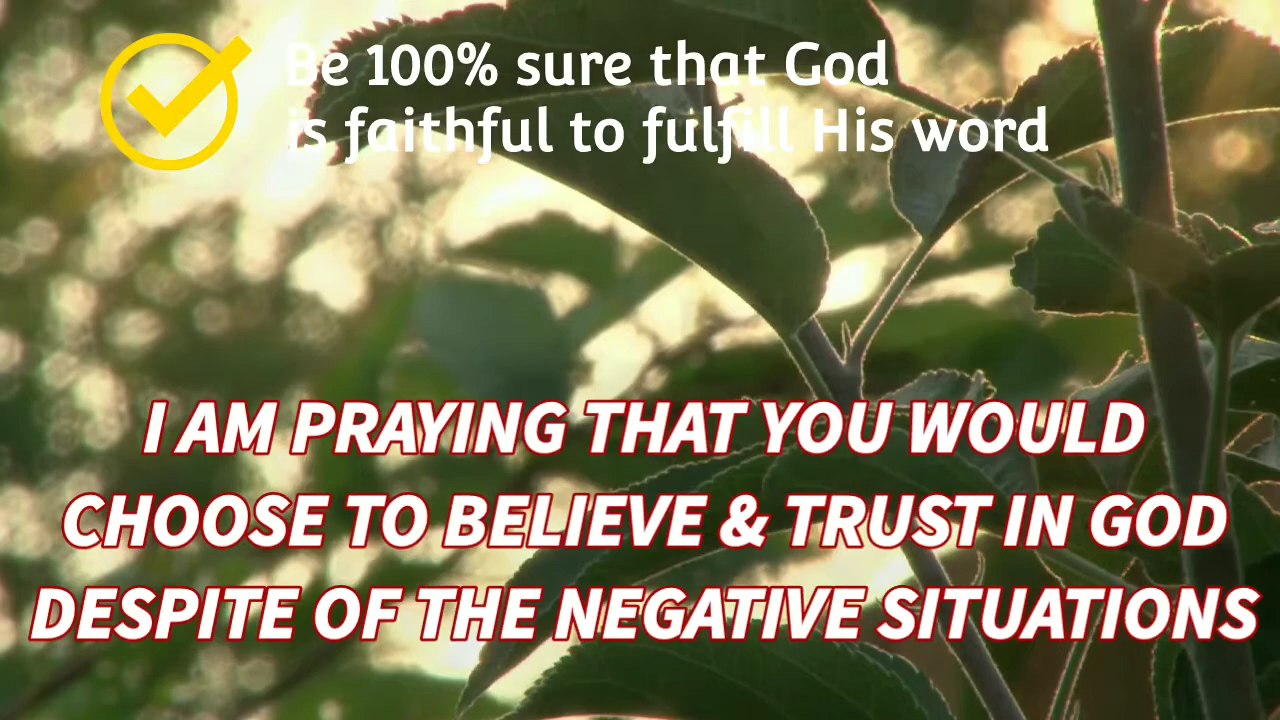 Be 100% sure that God
is faithful to fulfill His word
I AM PRAYING THAT YOU WOULD
CHOOSE TO BELIEVE & TRUST IN GOD
DESPITE OF THE NEGATIVE SITUATIONS